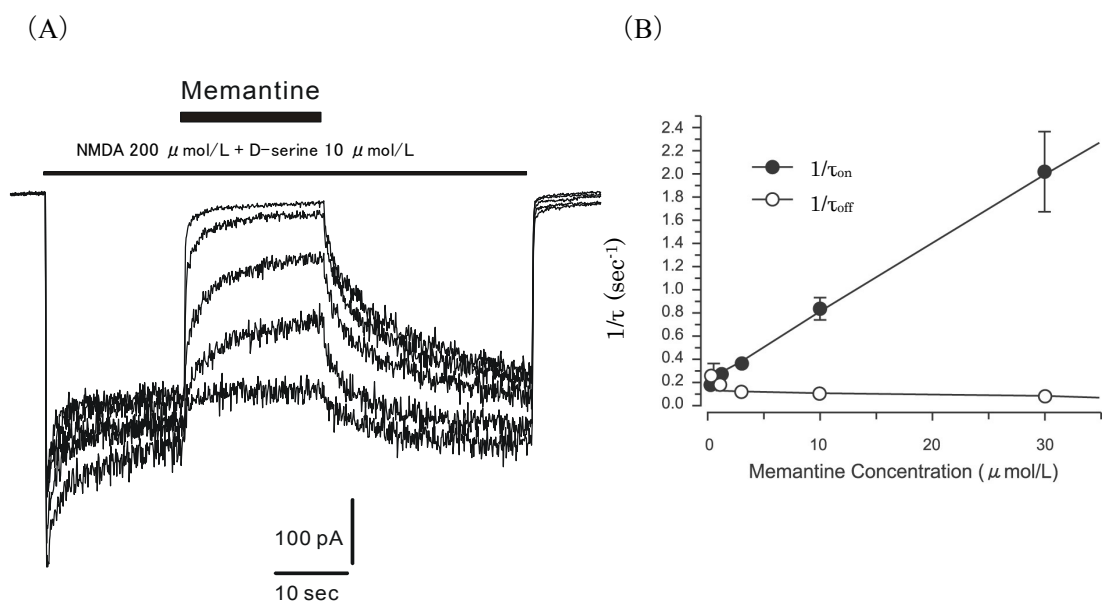 (A)
Memantine
NMDA 200 μmol/L + D-serine 10 μmol/L
100 pA
10 sec
(B)
2.4
2.2
2.0
1.8
1.6
1.4
1.2
1.0
0.8
0.6
0.4
0.2
0.0
1/τon
1/τoff
1/τ (sec-1)
0
10
20
30
Memantine Concentration (μmol/L)